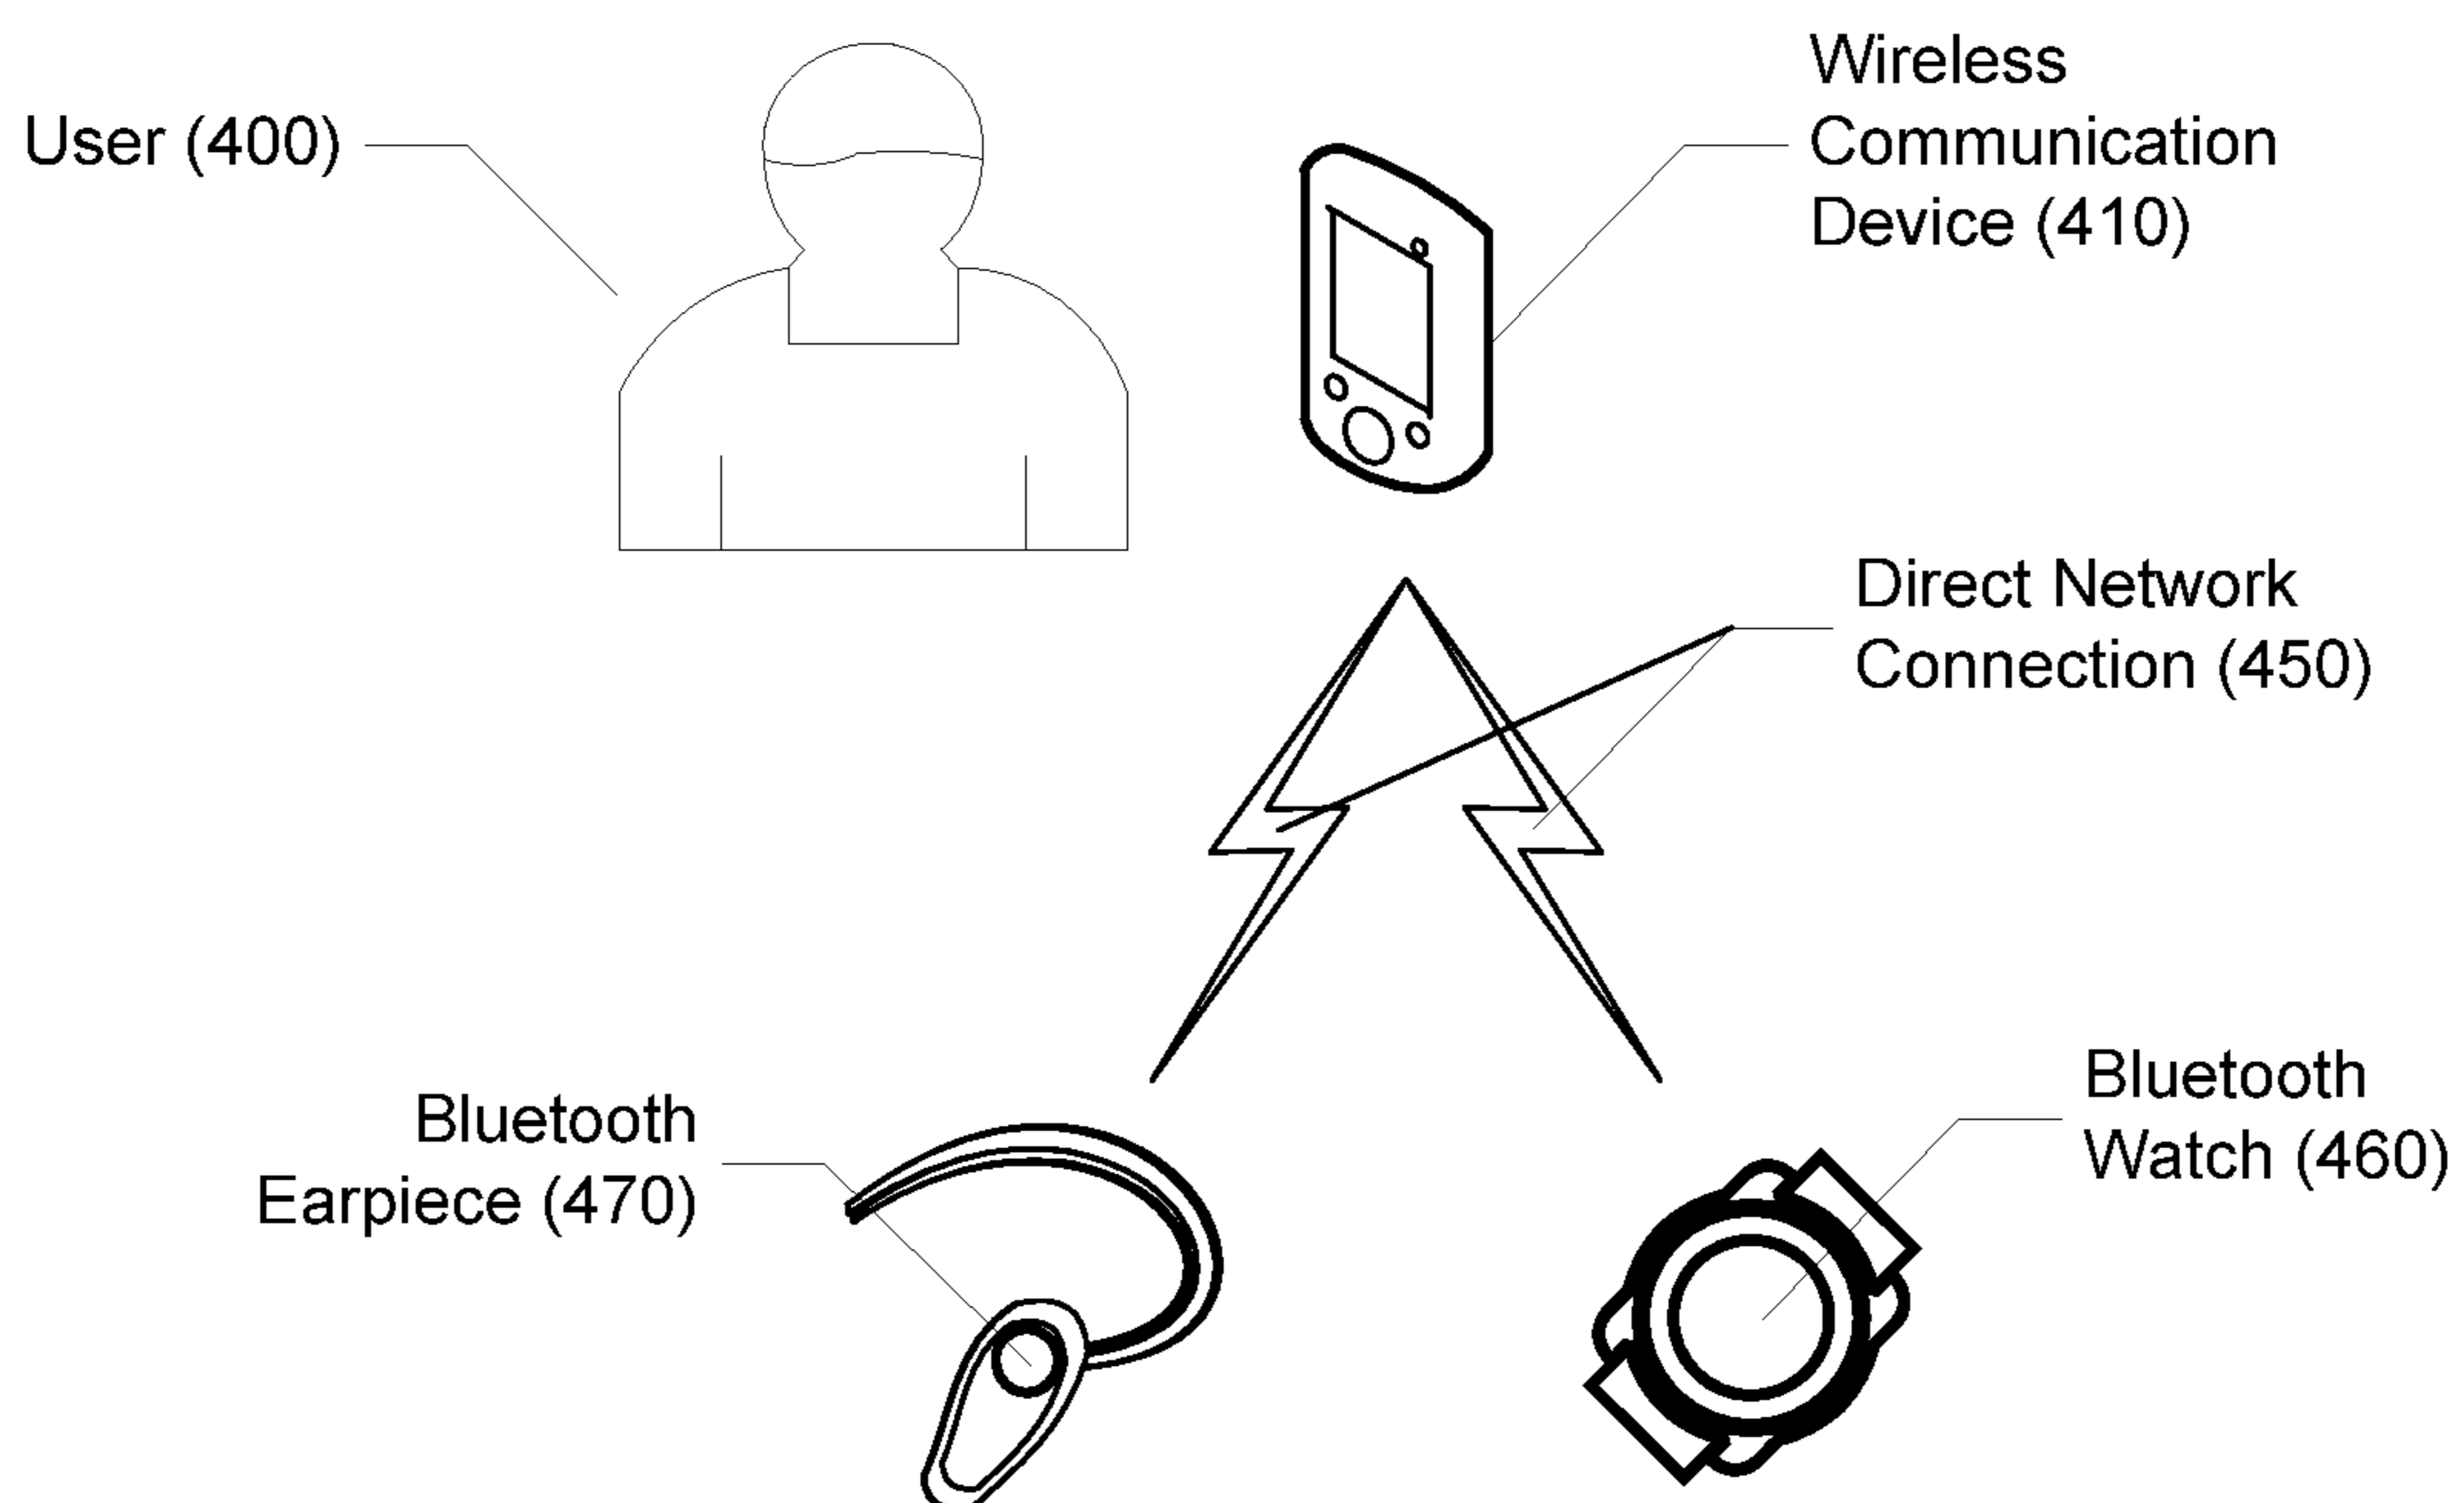 User (400)
Wireless
Communication
Device (410)
Direct Network
Connection (450)
Bluetooth
Earpiece (470)
Bluetooth
Watch (460)